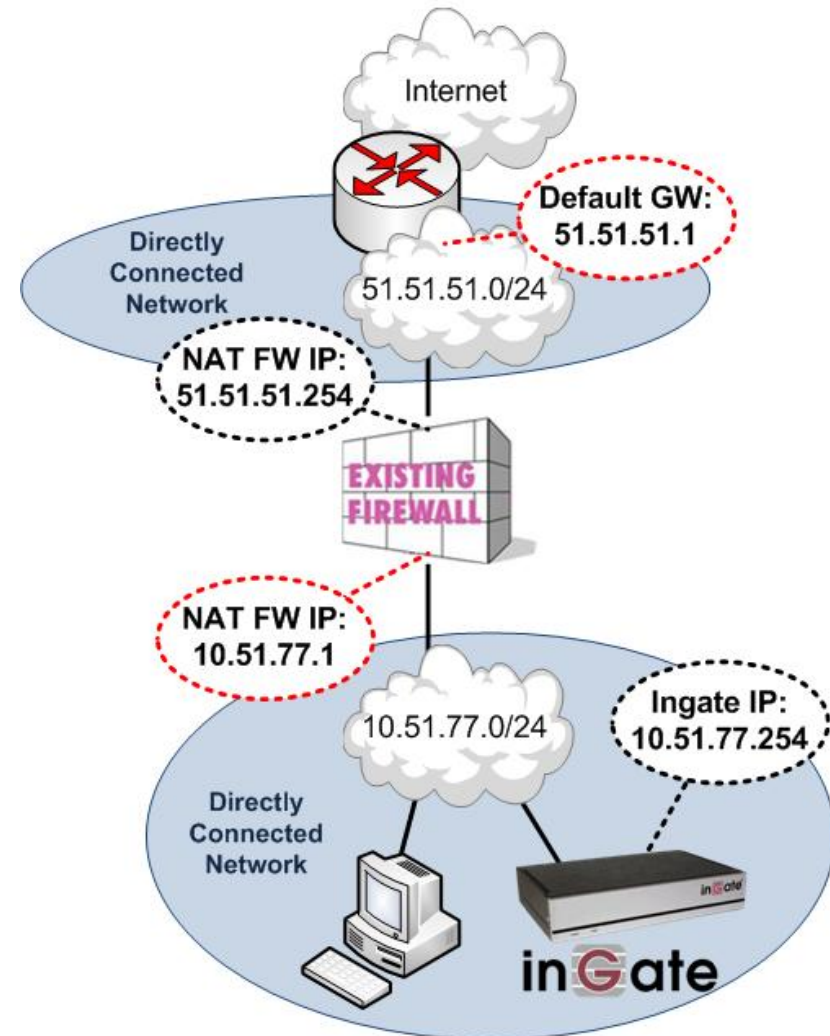 Internet
Default GW:
51.51.51.1
Directly
Connected
Network
51.51.51.0/24
NAT FW IP:
51.51.51.254
EXISTING
FIREWALL
NAT FW IP:
10.51.77.1
10.51.77.0/24
Ingate IP:
10.51.77.254
Directly
Connected
Network
inGate
inGate